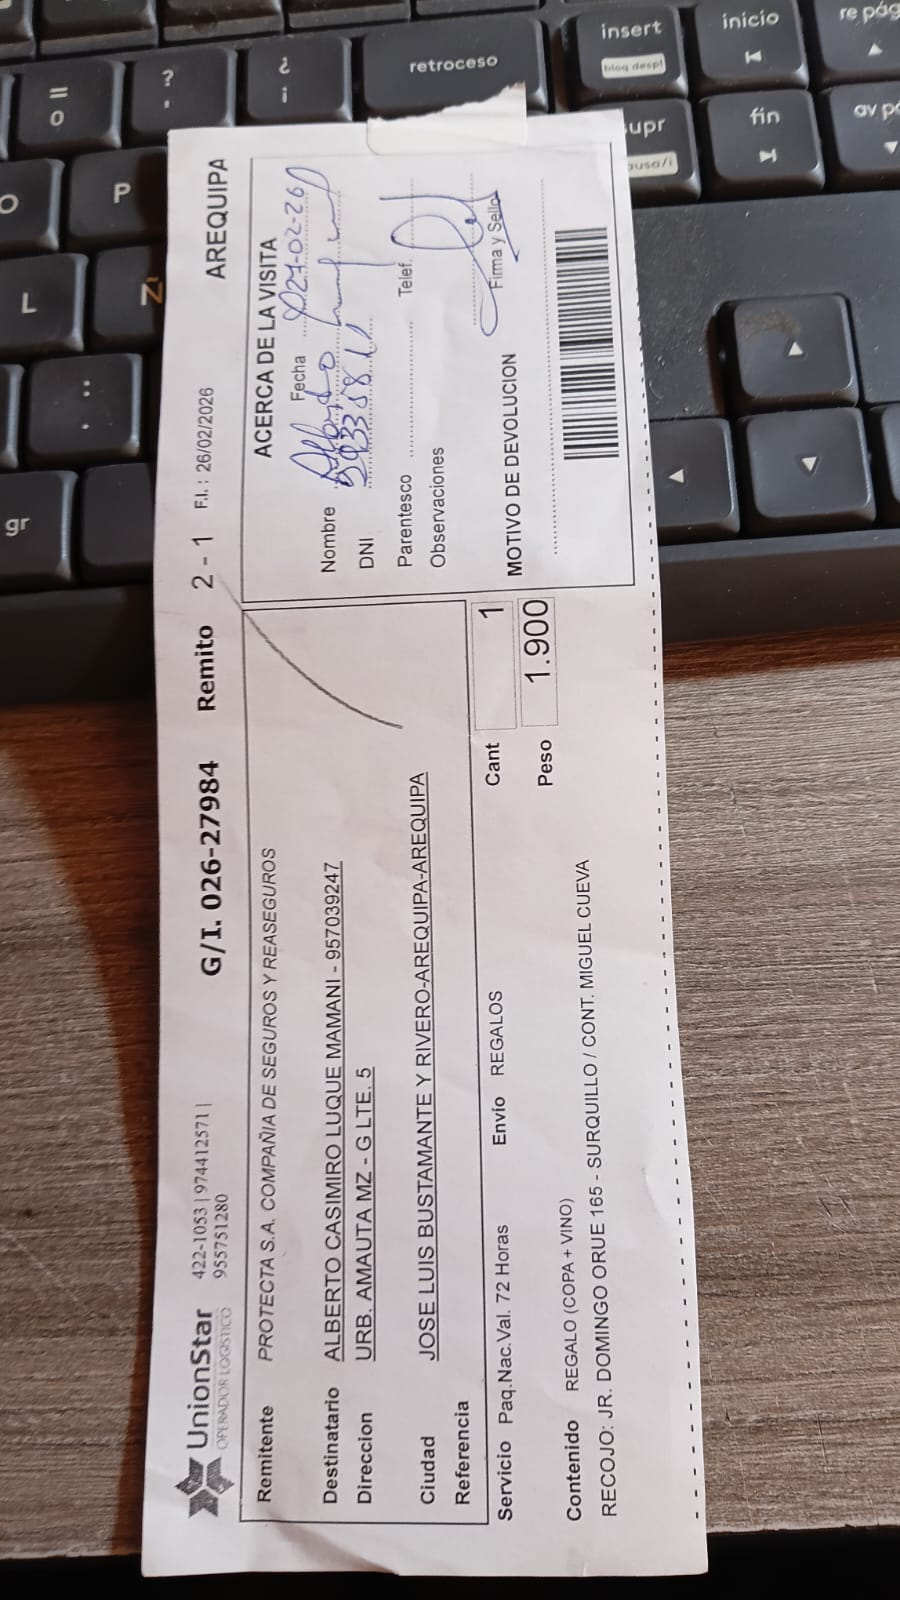 UnionStar
OPERADOR LOGISTICO
422-1053 | 974412571 |
955751280
G/I. 026-27984 Remito 2 - 1 F.I. : 26/02/2026 AREQUIPA
Remitente PROTECTA S.A. COMPAÑIA DE SEGUROS Y REASEGUROS
Destinatario ALBERTO CASIMIRO LUQUE MAMANI - 957039247
Direccion URB. AMAUTA MZ - G LTE. 5
Ciudad JOSE LUIS BUSTAMANTE Y RIVERO-AREQUIPA-AREQUIPA
Referencia
Servicio Paq.Nac.Val. 72 Horas Envío REGALOS Cant 1
Peso 1.900
Contenido REGALO (COPA + VINO)
RECOJO: JR. DOMINGO ORUE 165 - SURQUILLO / CONT. MIGUEL CUEVA
ACERCA DE LA VISITA
Fecha 27-02-26
Nombre
DNI
Parentesco Telef.
Observaciones
Firma y Sello
MOTIVO DE DEVOLUCION
retroceso
insert
bloq despl
inicio
re pág
supr
fin
av pá
O
P
L
gr